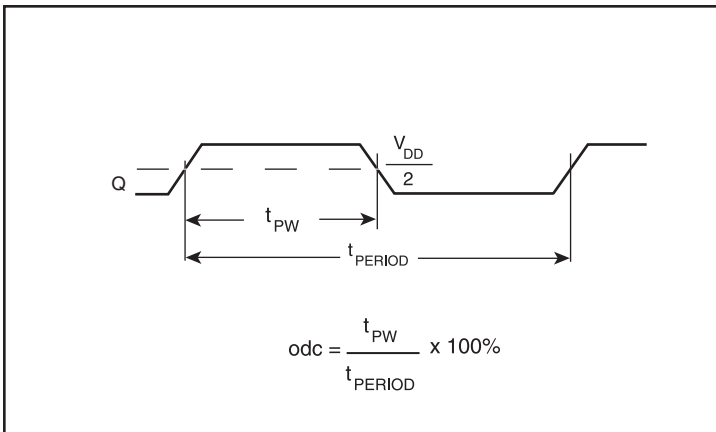 V_DD
2
Q
t_PW
t_PERIOD
odc = t_PW / t_PERIOD x 100%